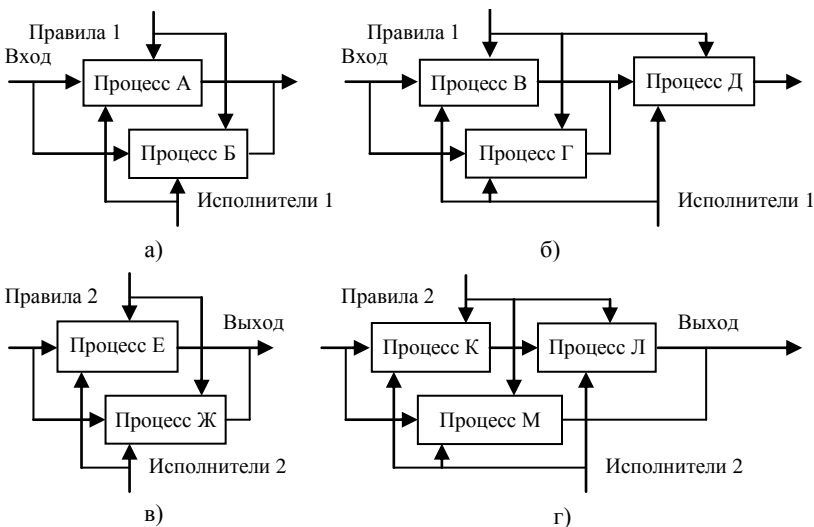 Правила 1
Вход
Процесс А
Процесс Б
Исполнители 1
а)
Правила 1
Вход
Процесс В
Процесс Д
Процесс Г
Исполнители 1
б)
Правила 2
Выход
Процесс Е
Процесс Ж
Исполнители 2
в)
Правила 2
Выход
Процесс К
Процесс Л
Процесс М
Исполнители 2
г)